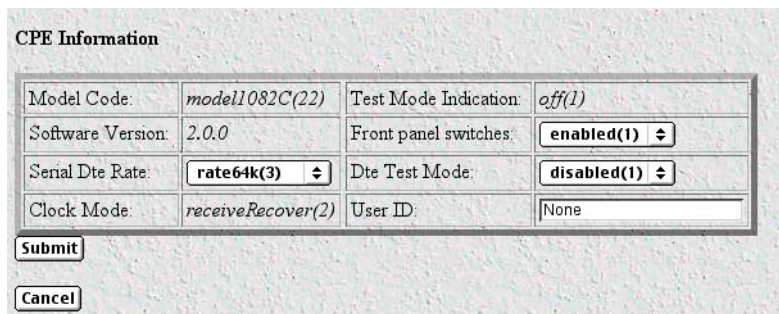 CPE Information
Model Code: model1082C(22) Test Mode Indication: off(1)
Software Version: 2.0.0 Front panel switches: enabled(1)
Serial Dte Rate: rate64k(3) Dte Test Mode: disabled(1)
Clock Mode: receiveRecover(2) User ID: None
Submit
Cancel